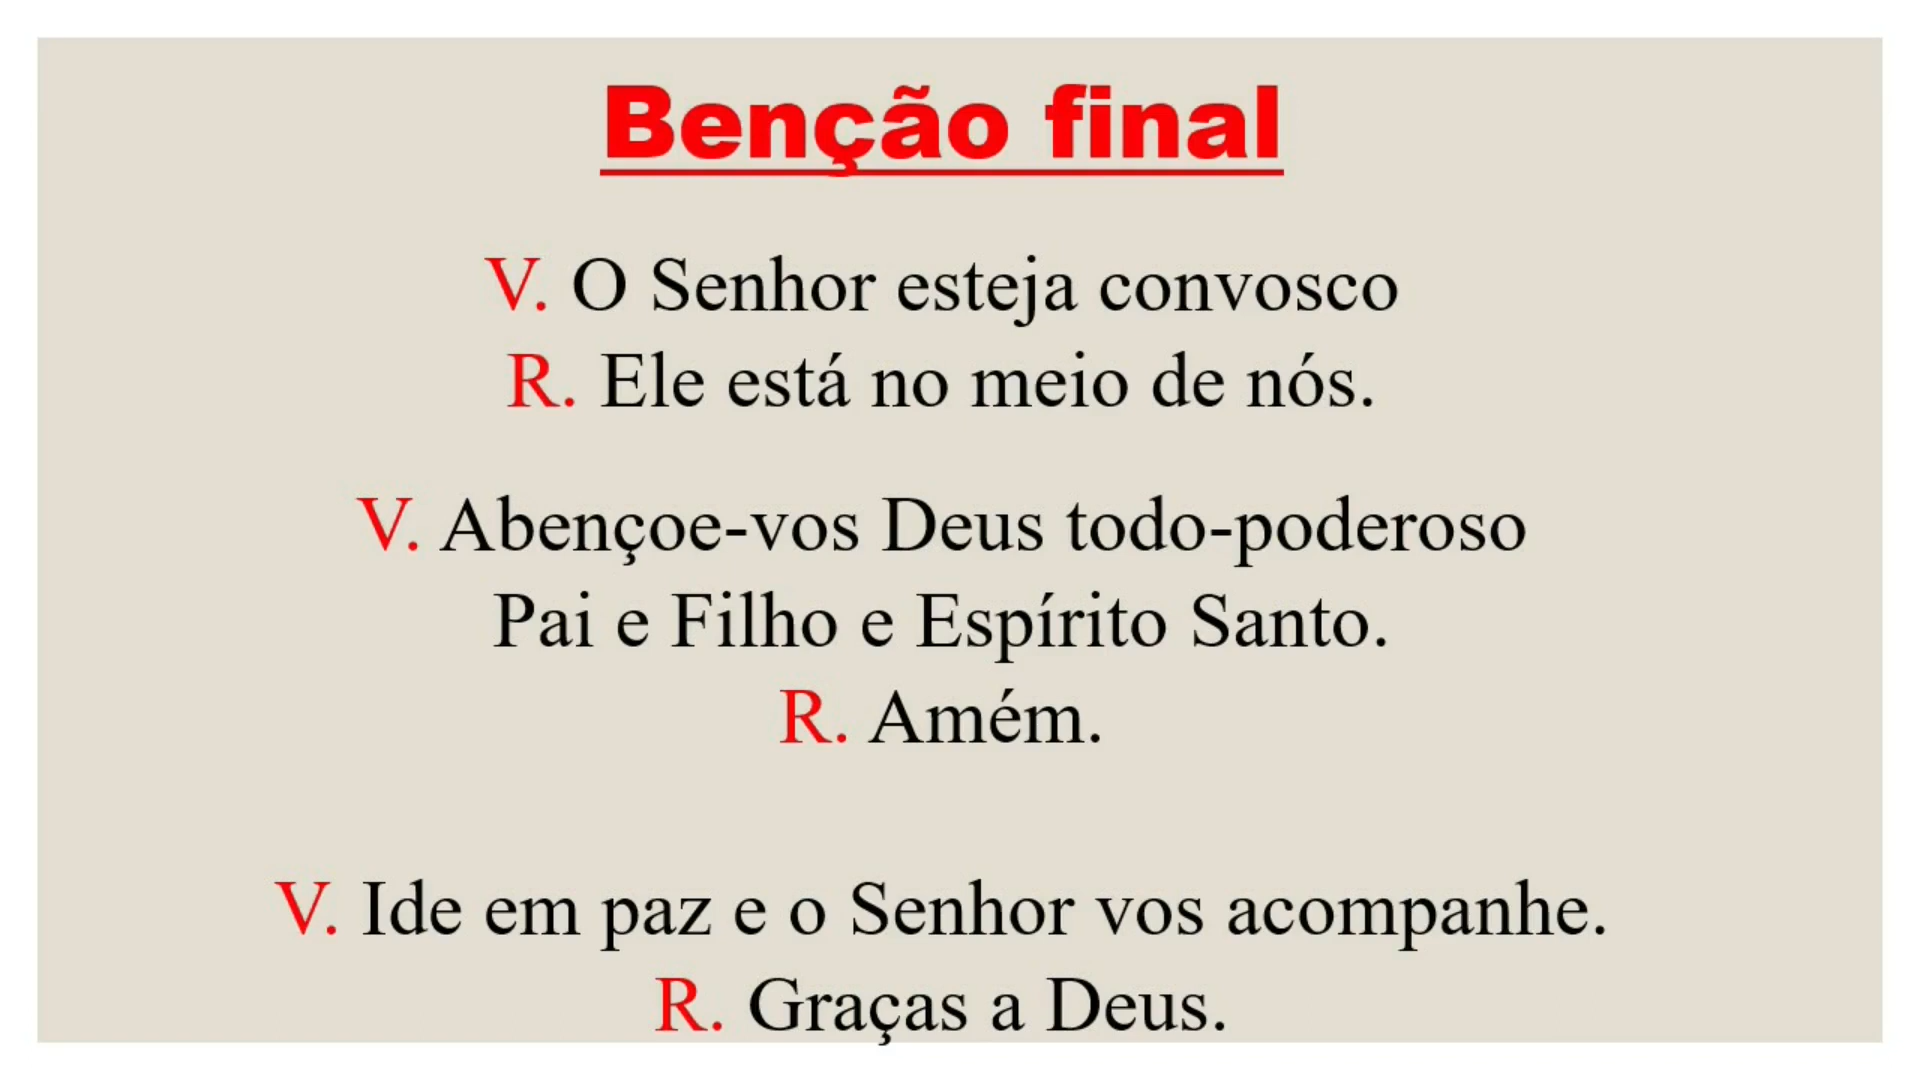 Benção final
V. O Senhor esteja convosco
R. Ele está no meio de nós.
V. Abençoe-vos Deus todo-poderoso
Pai e Filho e Espírito Santo.
R. Amém.
V. Ide em paz e o Senhor vos acompanhe.
R. Graças a Deus.